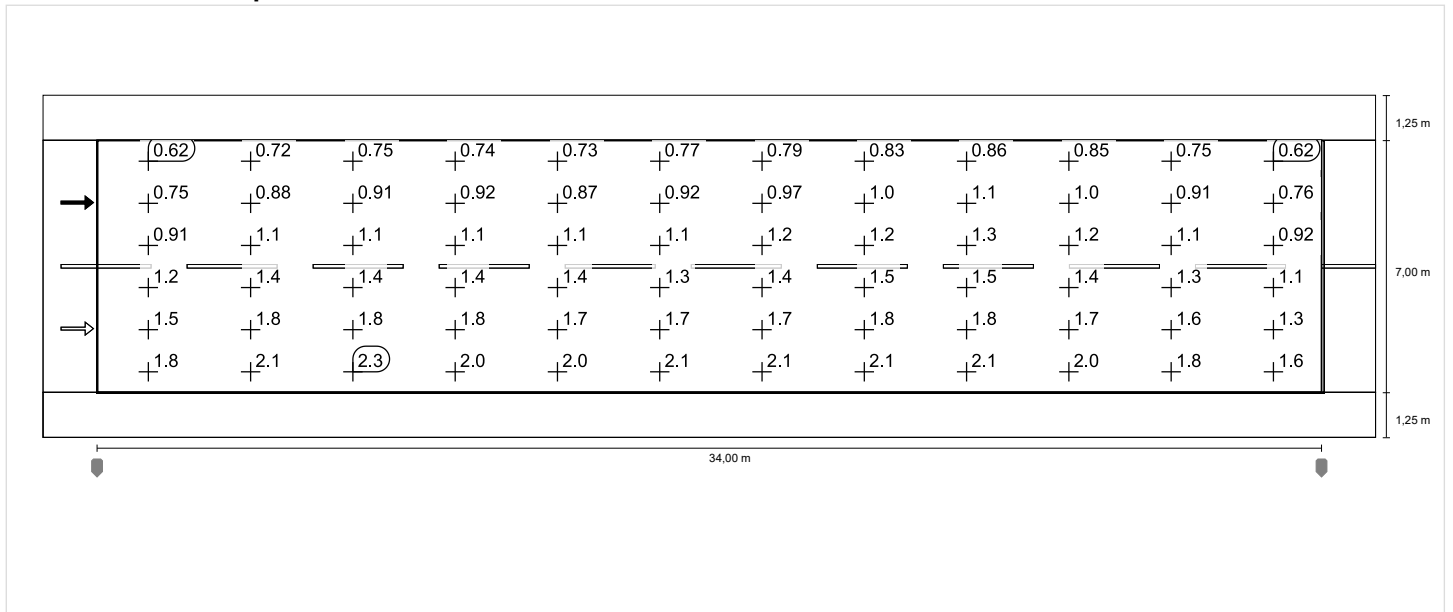 1,25 m
0.62 0.72 0.75 0.74 0.73 0.77 0.79 0.83 0.86 0.85 0.75 0.62
0.75 0.88 0.91 0.92 0.87 0.92 0.97 1.0 1.1 1.0 0.91 0.76
0.91 1.1 1.1 1.1 1.1 1.1 1.2 1.2 1.3 1.2 1.1 0.92
7,00 m
1.2 1.4 1.4 1.4 1.4 1.3 1.4 1.5 1.5 1.4 1.3 1.1
1.5 1.8 1.8 1.8 1.7 1.7 1.7 1.8 1.8 1.7 1.6 1.3
1.8 2.1 2.3 2.0 2.0 2.1 2.1 2.1 2.1 2.0 1.8 1.6
1,25 m
34,00 m